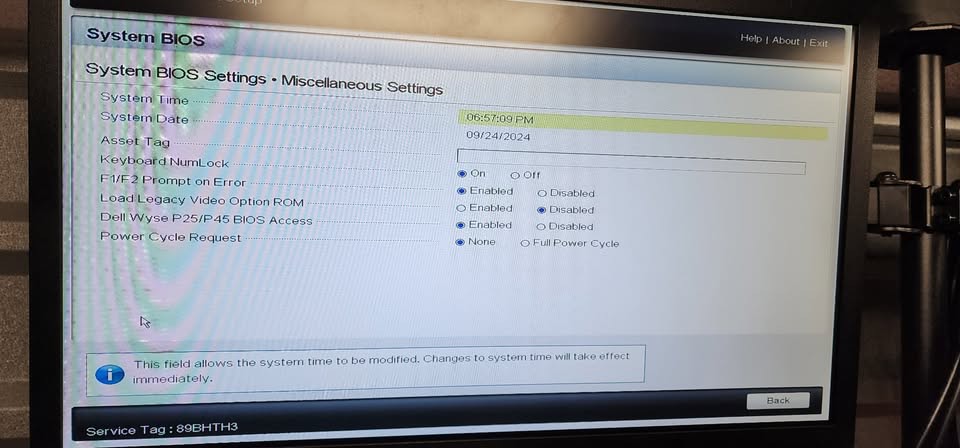 System BIOS
Help | About | Exit
System BIOS Settings • Miscellaneous Settings
System Time 06:57:09 PM
System Date 09/24/2024
Asset Tag
Keyboard NumLock On Off
F1/F2 Prompt on Error Enabled Disabled
Load Legacy Video Option ROM Enabled Disabled
Dell Wyse P25/P45 BIOS Access Enabled Disabled
Power Cycle Request None Full Power Cycle
This field allows the system time to be modified. Changes to system time will take effect
immediately.
Back
Service Tag : 89BHTH3